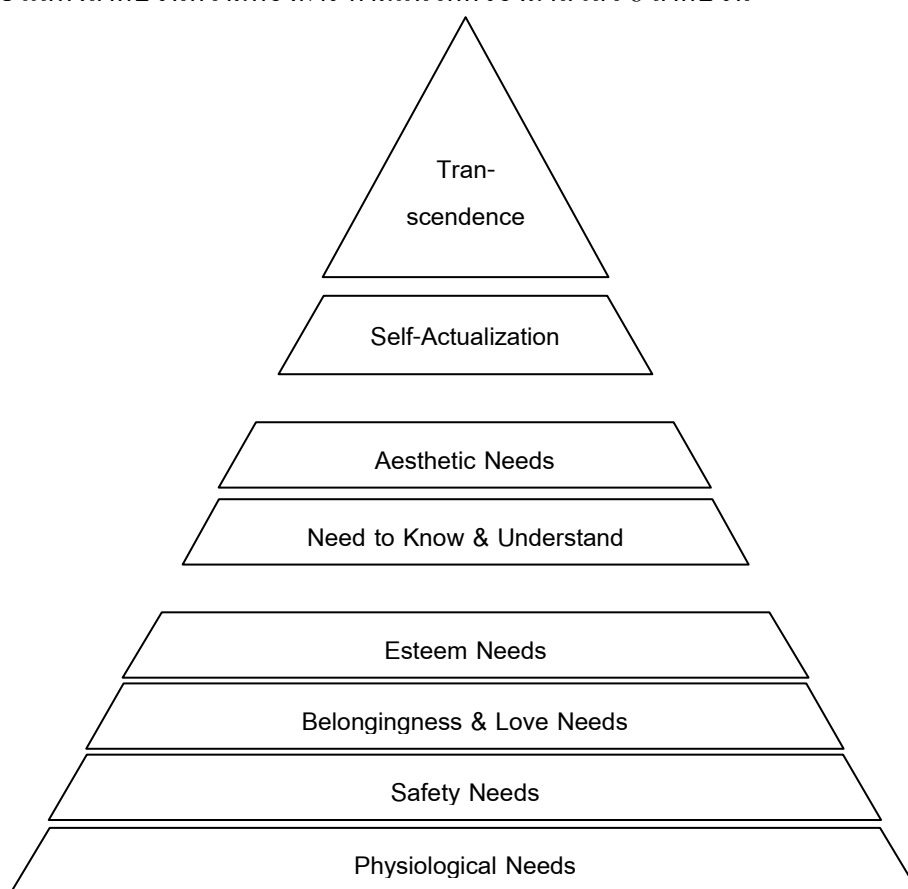 Tran-
scendence
Self-Actualization
Aesthetic Needs
Need to Know & Understand
Esteem Needs
Belongingness & Love Needs
Safety Needs
Physiological Needs